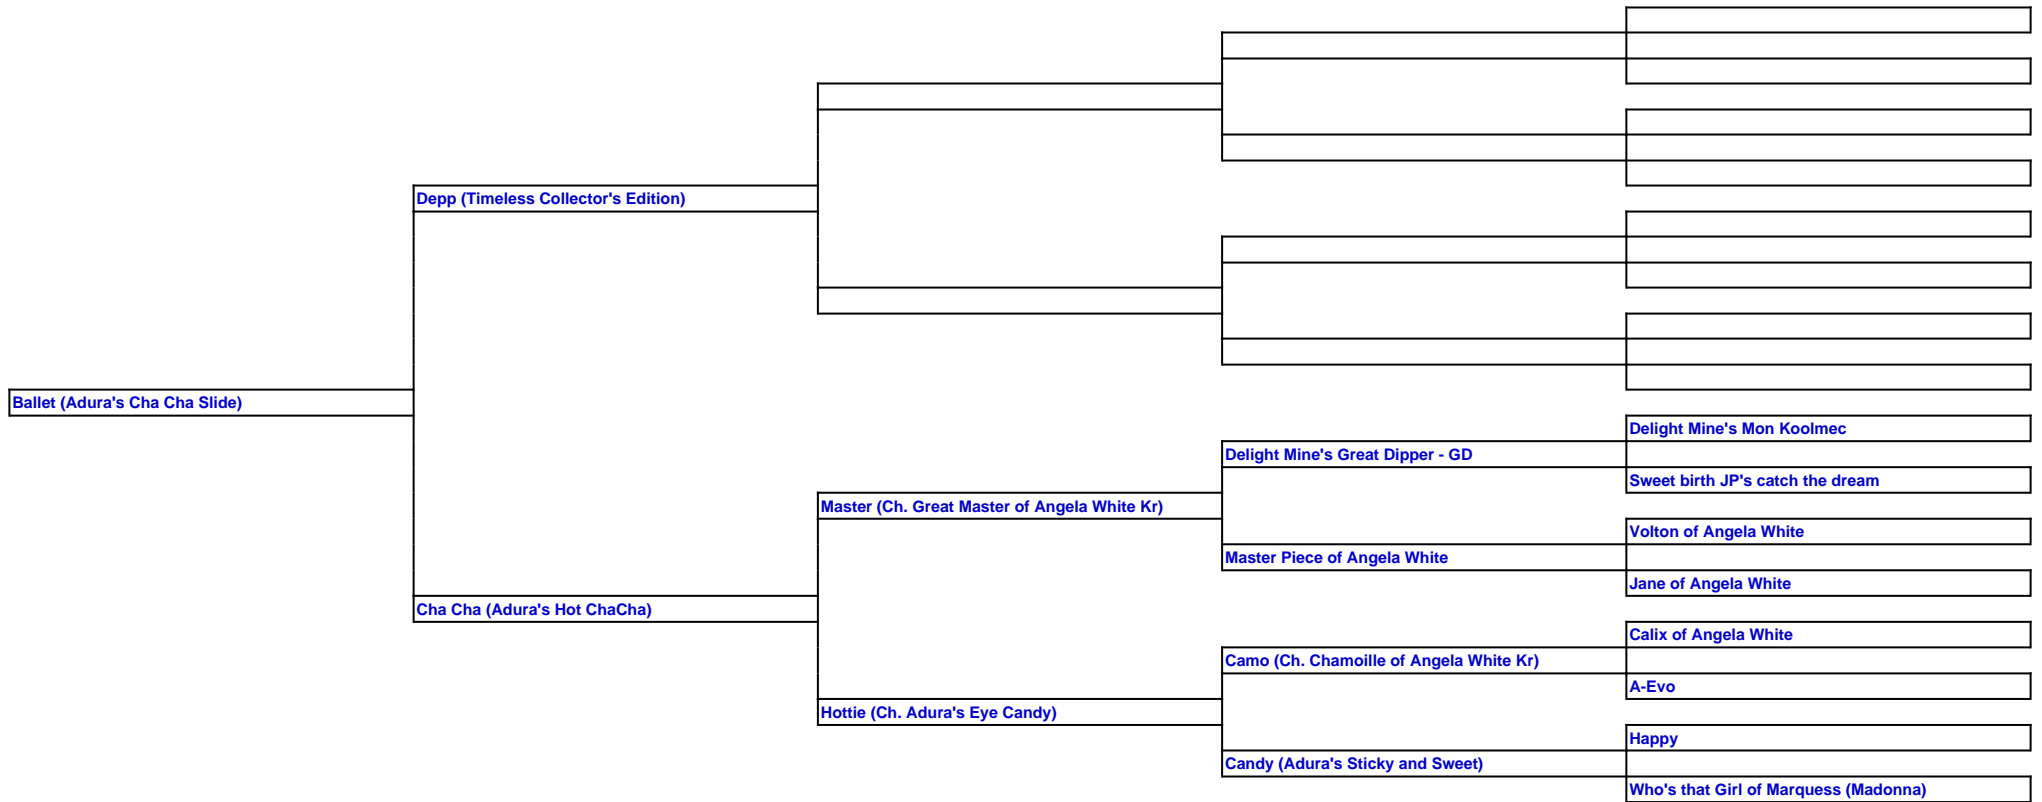 Depp (Timeless Collector's Edition)
Ballet (Adura's Cha Cha Slide)
Delight Mine's Mon Koolmec
Delight Mine's Great Dipper - GD
Sweet birth JP's catch the dream
Master (Ch. Great Master of Angela White Kr)
Volton of Angela White
Master Piece of Angela White
Jane of Angela White
Cha Cha (Adura's Hot ChaCha)
Calix of Angela White
Camo (Ch. Chamoille of Angela White Kr)
A-Evo
Hottie (Ch. Adura's Eye Candy)
Happy
Candy (Adura's Sticky and Sweet)
Who's that Girl of Marquess (Madonna)